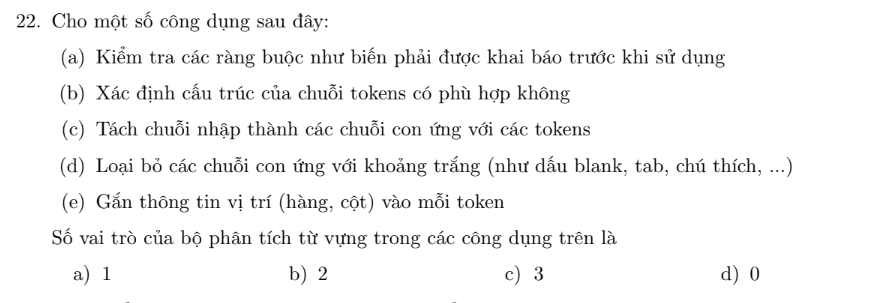 22. Cho một số công dụng sau đây:
(a) Kiểm tra các ràng buộc như biến phải được khai báo trước khi sử dụng
(b) Xác định cấu trúc của chuỗi tokens có phù hợp không
(c) Tách chuỗi nhập thành các chuỗi con ứng với các tokens
(d) Loại bỏ các chuỗi con ứng với khoảng trắng (như dấu blank, tab, chú thích, ...)
(e) Gắn thông tin vị trí (hàng, cột) vào mỗi token
Số vai trò của bộ phân tích từ vựng trong các công dụng trên là
a) 1 b) 2 c) 3 d) 0